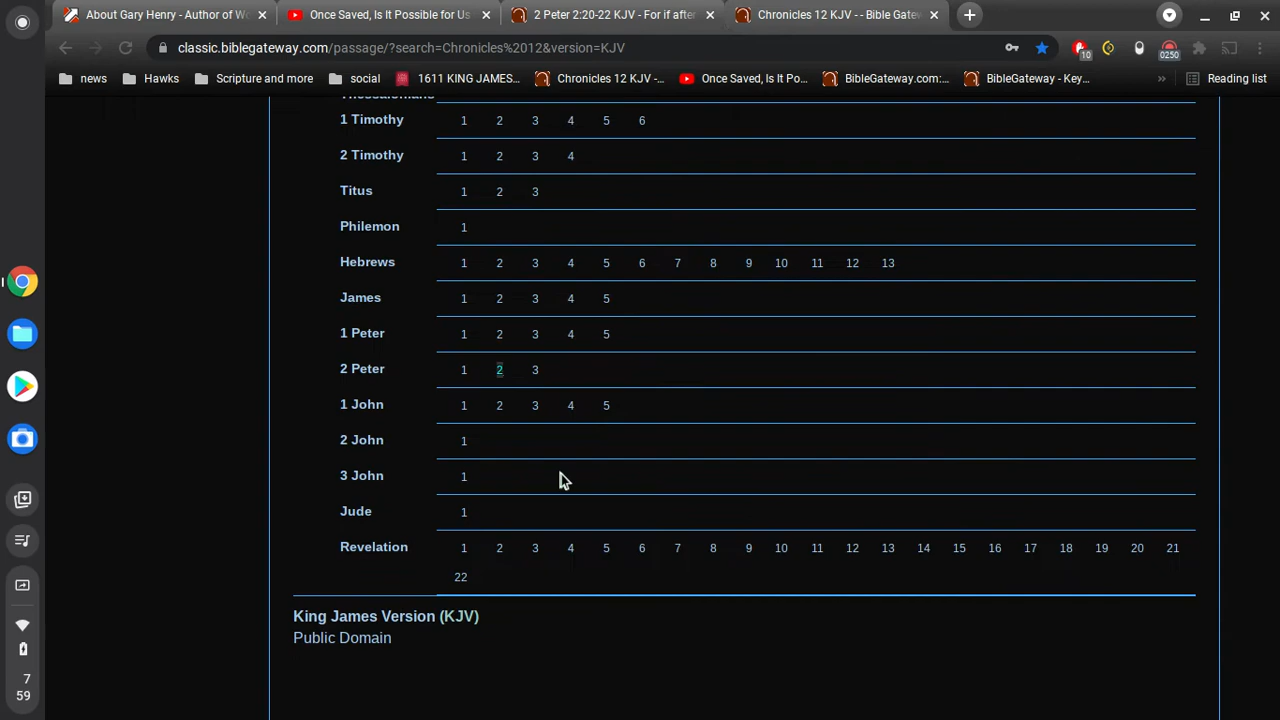 About Gary Henry - Author of Wo
Once Saved, Is It Possible for Us
2 Peter 2:20-22 KJV - For if after
Chronicles 12 KJV - - Bible Gatew
classic.biblegateway.com/passage/?search=Chronicles%2012&version=KJV
10
0250
news
Hawks
Scripture and more
social
1611 KING JAMES...
Chronicles 12 KJV -...
Once Saved, Is It Po...
BibleGateway.com:...
BibleGateway - Key...
»
Reading list
Thessalonians
1 Timothy 1 2 3 4 5 6
2 Timothy 1 2 3 4
Titus 1 2 3
Philemon 1
Hebrews 1 2 3 4 5 6 7 8 9 10 11 12 13
James 1 2 3 4 5
1 Peter 1 2 3 4 5
2 Peter 1 2 3
1 John 1 2 3 4 5
2 John 1
3 John 1
Jude 1
Revelation 1 2 3 4 5 6 7 8 9 10 11 12 13 14 15 16 17 18 19 20 21
22
King James Version (KJV)
Public Domain
7
59